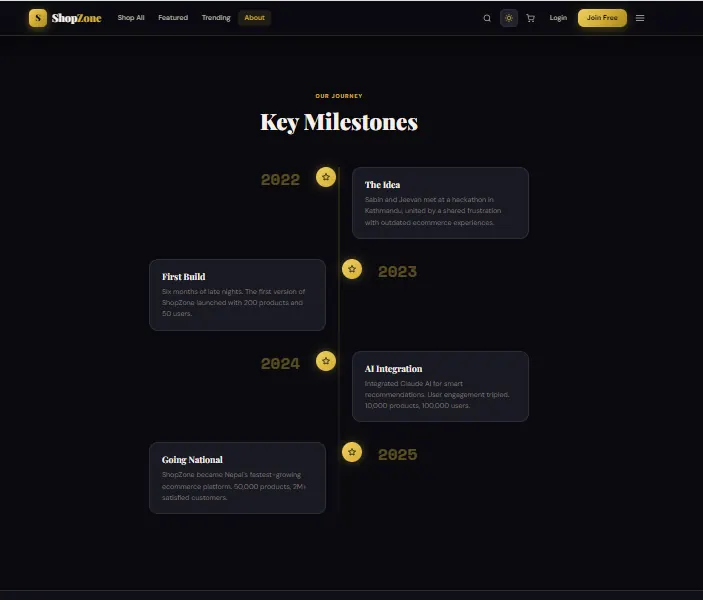 S ShopZone Shop All Featured Trending About Login Join Free
OUR JOURNEY
Key Milestones
2022
The Idea
Sabin and Jeevan met at a hackathon in
Kathmandu, united by a shared frustration
with outdated ecommerce experiences.
First Build
Six months of late nights. The first version of
ShopZone launched with 200 products and
50 users.
2023
2024
AI Integration
Integrated Claude AI for smart
recommendations. User engagement tripled.
10,000 products, 100,000 users.
Going National
ShopZone became Nepal's fastest-growing
ecommerce platform. 50,000 products, 2M+
satisfied customers.
2025